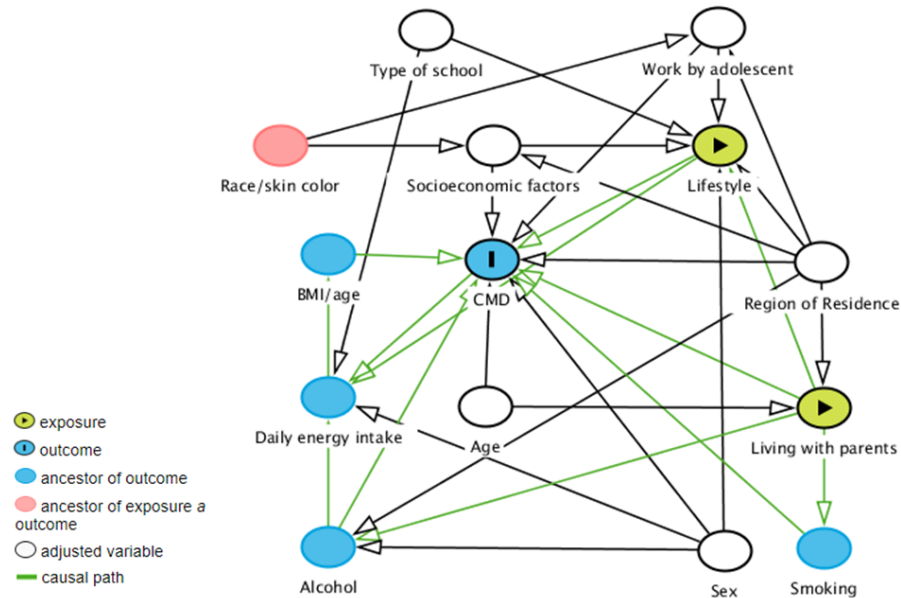 Type of school
Work by adolescent
Race/skin color
Socioeconomic factors
Lifestyle
BMI/age
CMD
Region of Residence
exposure
outcome
ancestor of outcome
ancestor of exposure a
outcome
adjusted variable
causal path
Daily energy intake
Age
Living with parents
Alcohol
Sex
Smoking